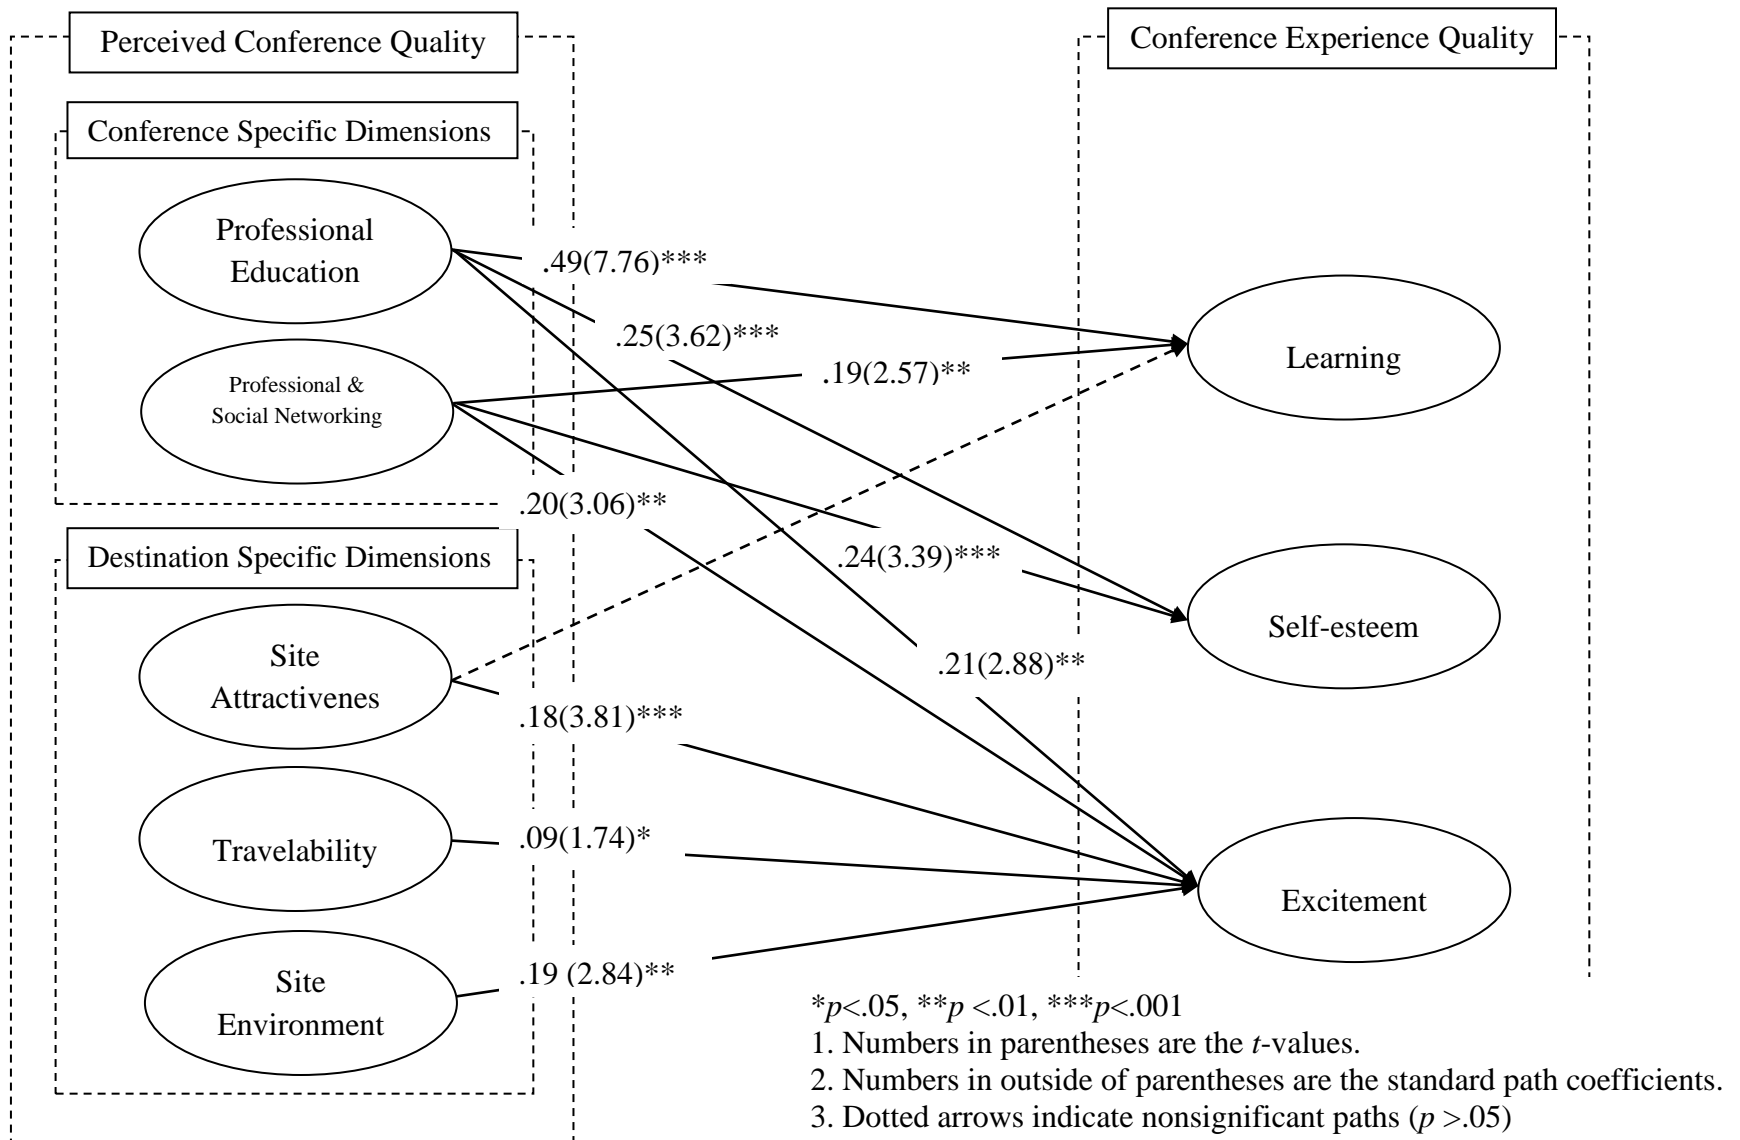 Perceived Conference Quality
Conference Experience Quality
Conference Specific Dimensions
Professional
Education
.49(7.76)***
.25(3.62)***
Learning
.19(2.57)**
Professional &
Social Networking
.20(3.06)**
.24(3.39)***
Destination Specific Dimensions
Self-esteem
Site
Attractivenes
.21(2.88)**
.18(3.81)***
Travelability
.09(1.74)*
Excitement
Site
Environment
.19 (2.84)**
*p<.05, **p <.01, ***p<.001
1. Numbers in parentheses are the t-values.
2. Numbers in outside of parentheses are the standard path coefficients.
3. Dotted arrows indicate nonsignificant paths (p >.05)